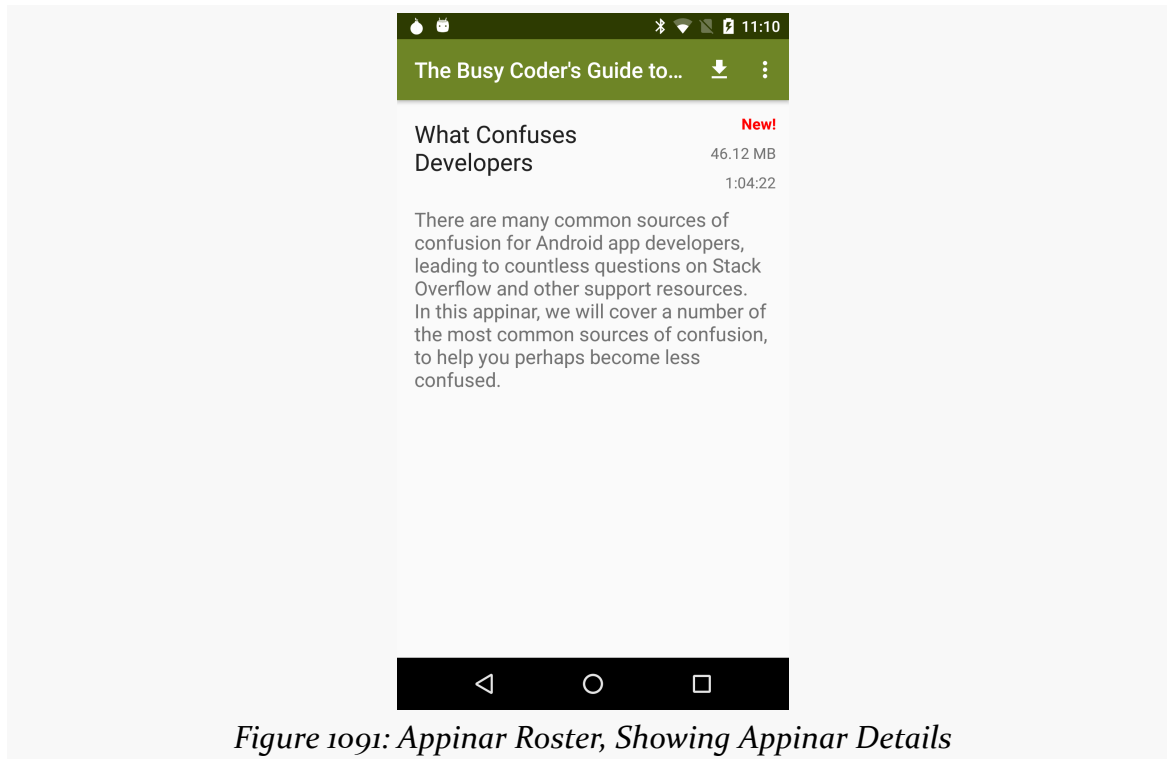 11:10
The Busy Coder's Guide to...
What Confuses
Developers
New!
46.12 MB
1:04:22
There are many common sources of
confusion for Android app developers,
leading to countless questions on Stack
Overflow and other support resources.
In this appinar, we will cover a number of
the most common sources of confusion,
to help you perhaps become less
confused.
Figure 1091: Appinar Roster, Showing Appinar Details